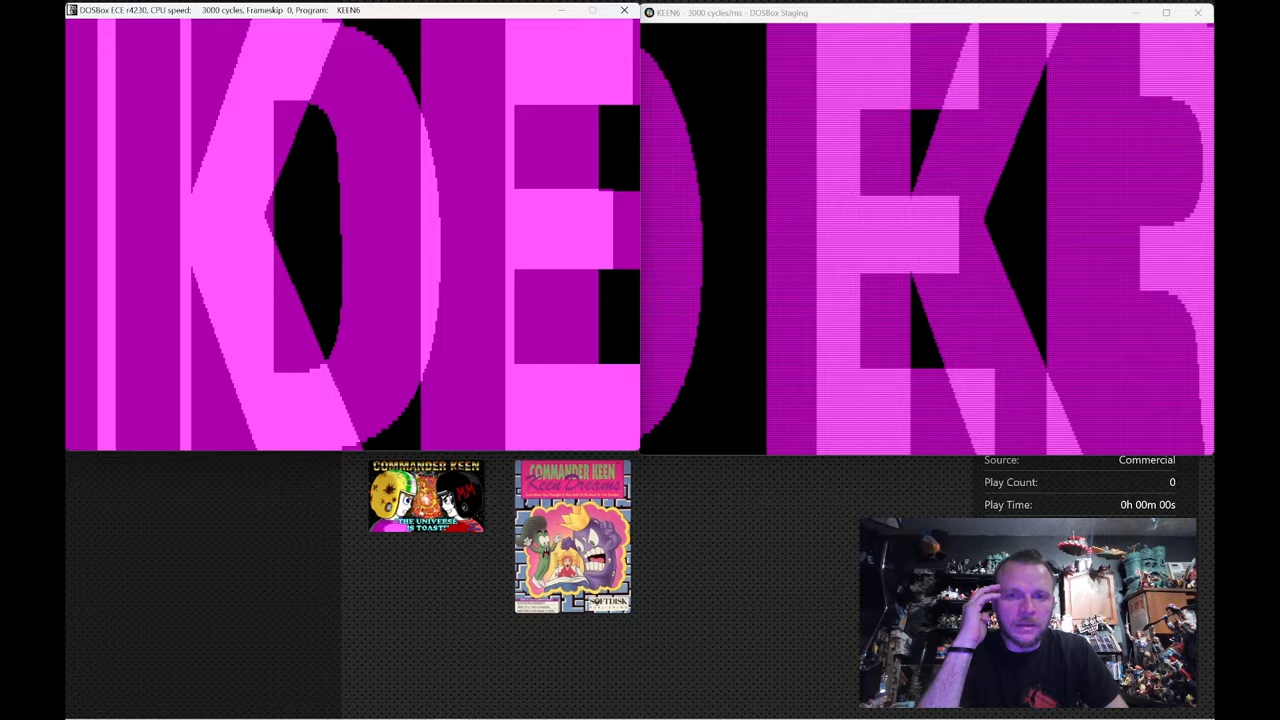 DOSBox ECE r4230, CPU speed: 3000 cycles, Frameskip 0, Program: KEEN6
KEEN6 - 3000 cycles/ms - DOSBox Staging
Source: Commercial
Play Count: 0
Play Time: 0h 00m 00s
COMMANDER KEEN
MM
THE UNIVERSE
IS TOAST!
COMMANDER KEEN
Keen Dreams
SOFTDISK
PUBLISHING